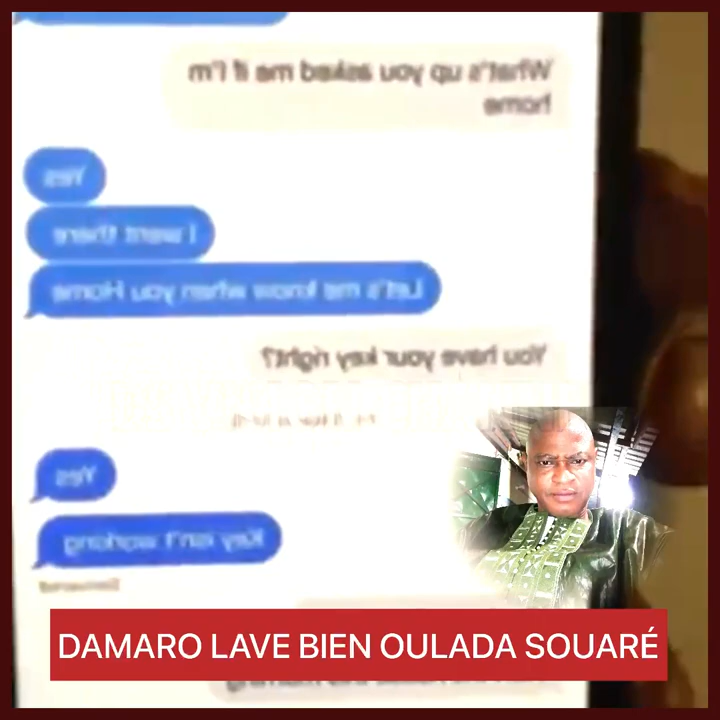 What's up you asked me if I'm
home
Yes
I went there
Let's me know when you Home
You have your key right?
Yes
Key isn't working
Delivered
DAMARO LAVE BIEN OULADA SOUARÉ